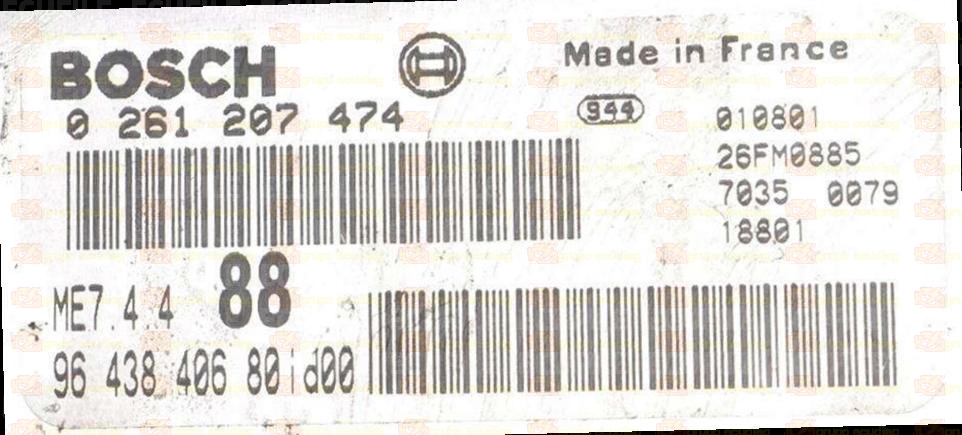 BOSCH
Made in France
0 261 207 474
944
010801
26FM0885
7035 0079
18801
88
ME7.4.4
96 438 406 80id00